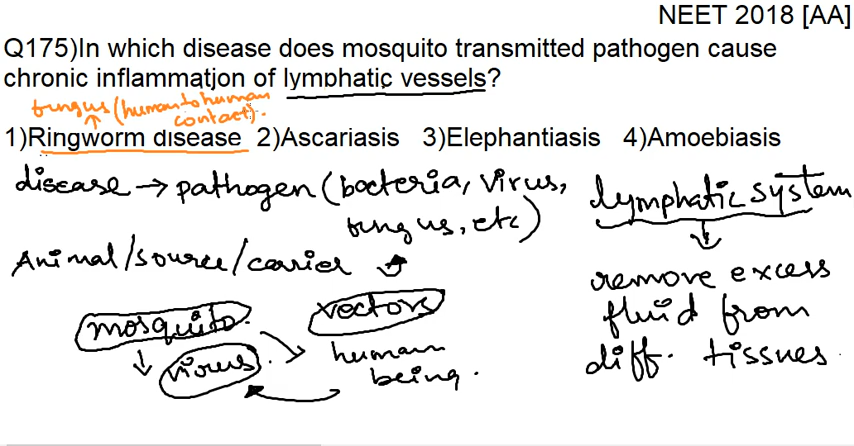 NEET 2018 [AA]
Q175)In which disease does mosquito transmitted pathogen cause
chronic inflammation of lymphatic vessels?
fungus (human to human
contact).
1)Ringworm disease 2)Ascariasis 3)Elephantiasis 4)Amoebiasis
disease → pathogen (bacteria, virus,
fungus, etc)
Animal/source/carier
mosquito.
virus.
vectors
human
being.
lymphatic system
↓
remove excess
fluid from
diff. tissues.